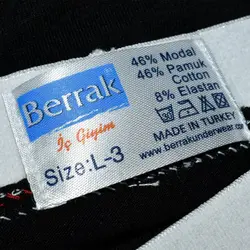 Berrak
İç Giyim
Size:L-3
46% Modal
46% Pamuk
Cotton
8% Elastan
MADE IN TURKEY
www.berrakunderwear.com